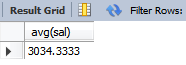 Result Grid Filter Rows:
avg(sal)
3034.3333